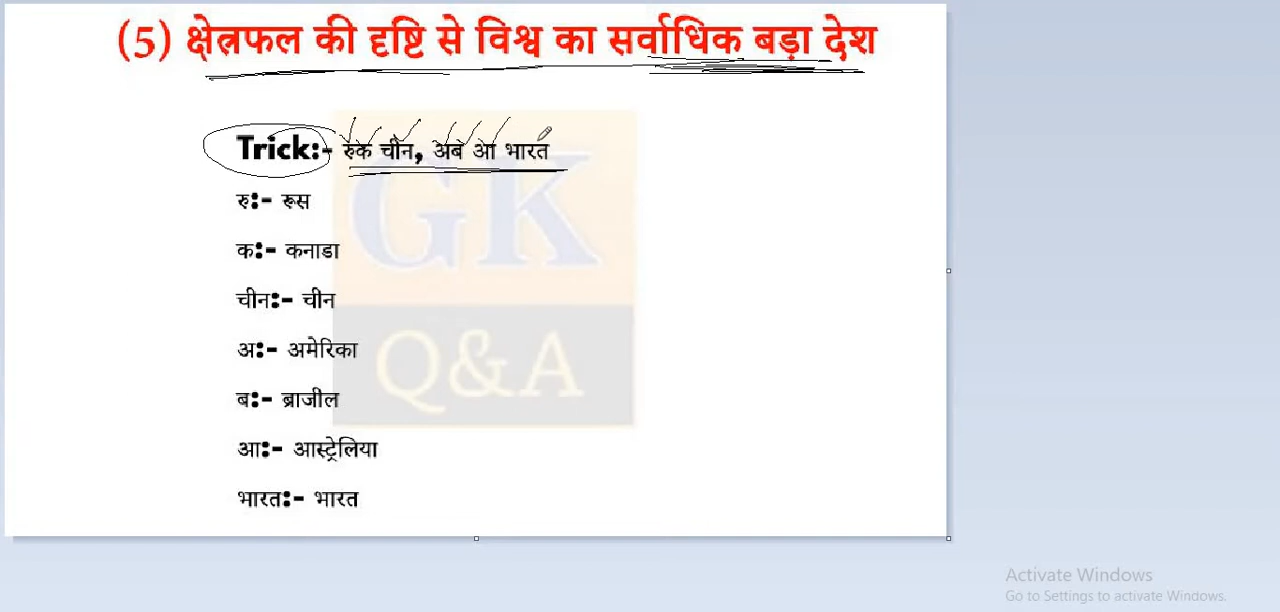 (5) क्षेत्रफल की दृष्टि से विश्व का सर्वाधिक बड़ा देश
Trick:- रुक चीन, अब आ भारत
रु:- रूस
क:- कनाडा
चीन:- चीन
अ:- अमेरिका
ब:- ब्राजील
आ:- आस्ट्रेलिया
भारत:- भारत
GK
Q&A
Activate Windows
Go to Settings to activate Windows.